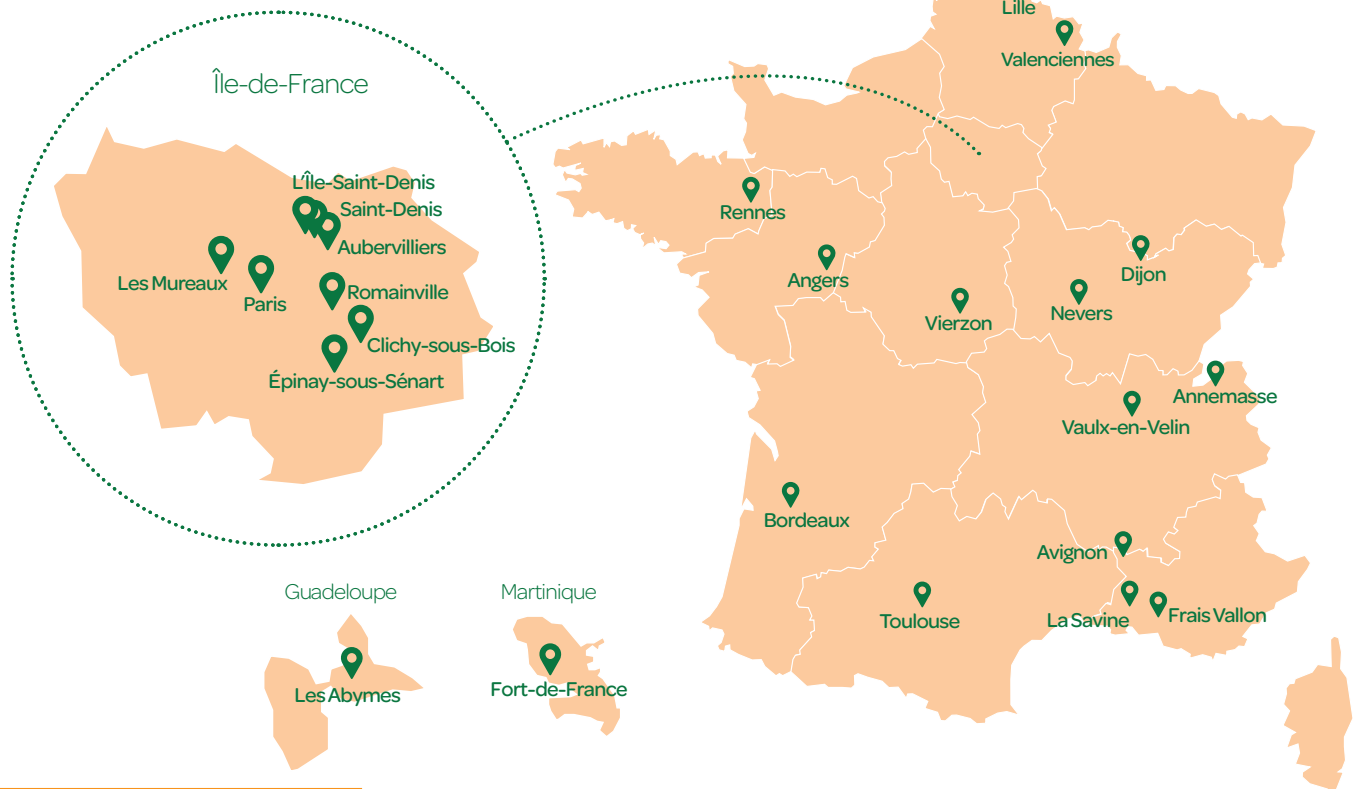 Île-de-France
L'Île-Saint-Denis
Saint-Denis
Aubervilliers
Les Mureaux
Paris
Romainville
Clichy-sous-Bois
Épinay-sous-Sénart
Guadeloupe
Les Abymes
Martinique
Fort-de-France
Lille
Valenciennes
Rennes
Angers
Vierzon
Dijon
Nevers
Annemasse
Vaulx-en-Velin
Bordeaux
Avignon
Toulouse
La Savine
Frais Vallon